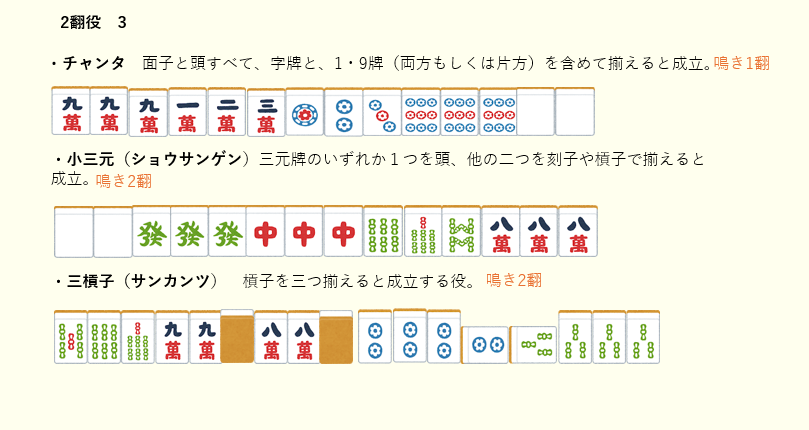 2翻役　3
・チャンタ　面子と頭すべて、字牌と、1・9牌（両方もしくは片方）を含めて揃えると成立。鳴き1翻
九 九 九 一 二 三
萬 萬 萬 萬 萬 萬
・小三元（ショウサンゲン）三元牌のいずれか１つを頭、他の二つを刻子や槓子で揃えると
成立。鳴き2翻
發 發 發 中 中 中 八 八 八
萬 萬 萬
・三槓子（サンカンツ）　槓子を三つ揃えると成立する役。 鳴き2翻
九 九 八 八
萬 萬 萬 萬